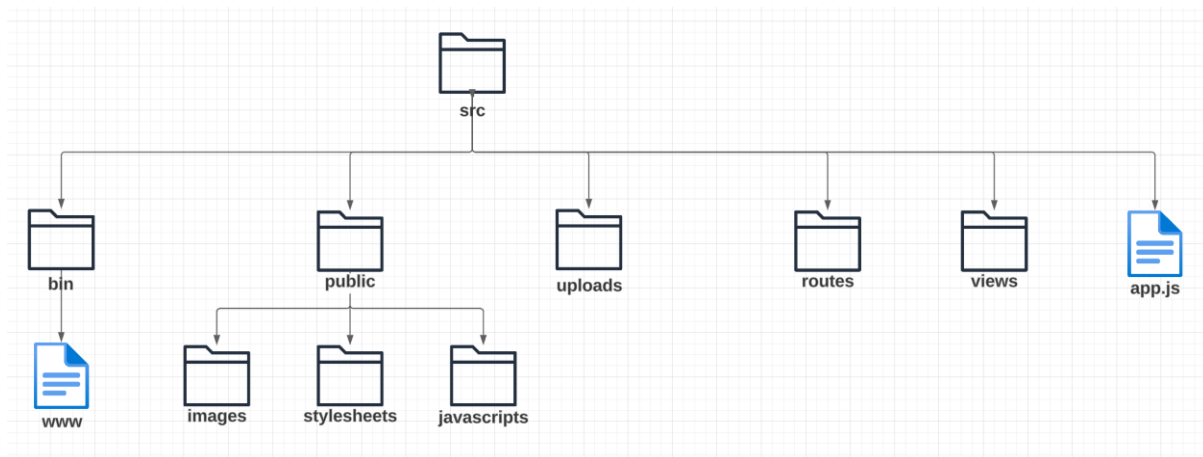 src
bin
public
uploads
routes
views
app.js
www
images
stylesheets
javascripts